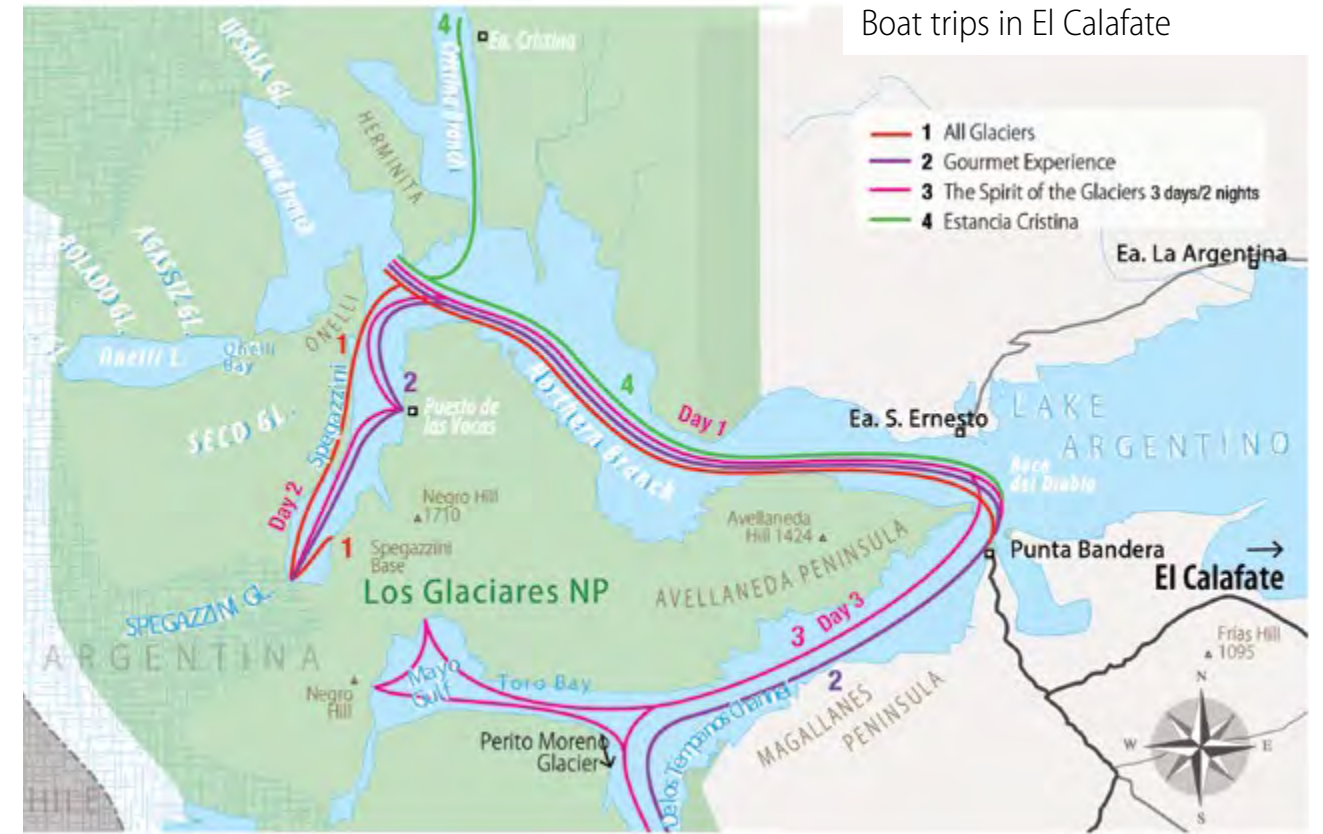 Boat trips in El Calafate
1 All Glaciers
2 Gourmet Experience
3 The Spirit of the Glaciers 3 days/2 nights
4 Estancia Cristina
4
Ea. Cristina
UPSALA GL.
Cristina Branch
HERMINITA
Ea. La Argentina
AGASSIZ GL.
BOLADO GL.
ONELLI
Onelli L.
Onelli
Bay
1
2
Puesto de
las Vacas
4
Day 1
Ea. S. Ernesto
LAKE
ARGENTINO
Boca
del Diablo
SECO GL.
Spegazzini
Branch
Day 2
Negro Hill
1710
Avellaneda
Hill 1424
1
Spegazzini
Base
Los Glaciares NP
AVELLANEDA PENINSULA
Punta Bandera
El Calafate
SPEGAZZINI GL.
ARGENTINA
3 Day 3
Frías Hill
1095
Mayo
Gulf
Toro Bay
Negro
Hill
2
MAGALLANES
PENINSULA
Perito Moreno
Glacier
De los Tempanos Channel
N
W
E
S
CHILE